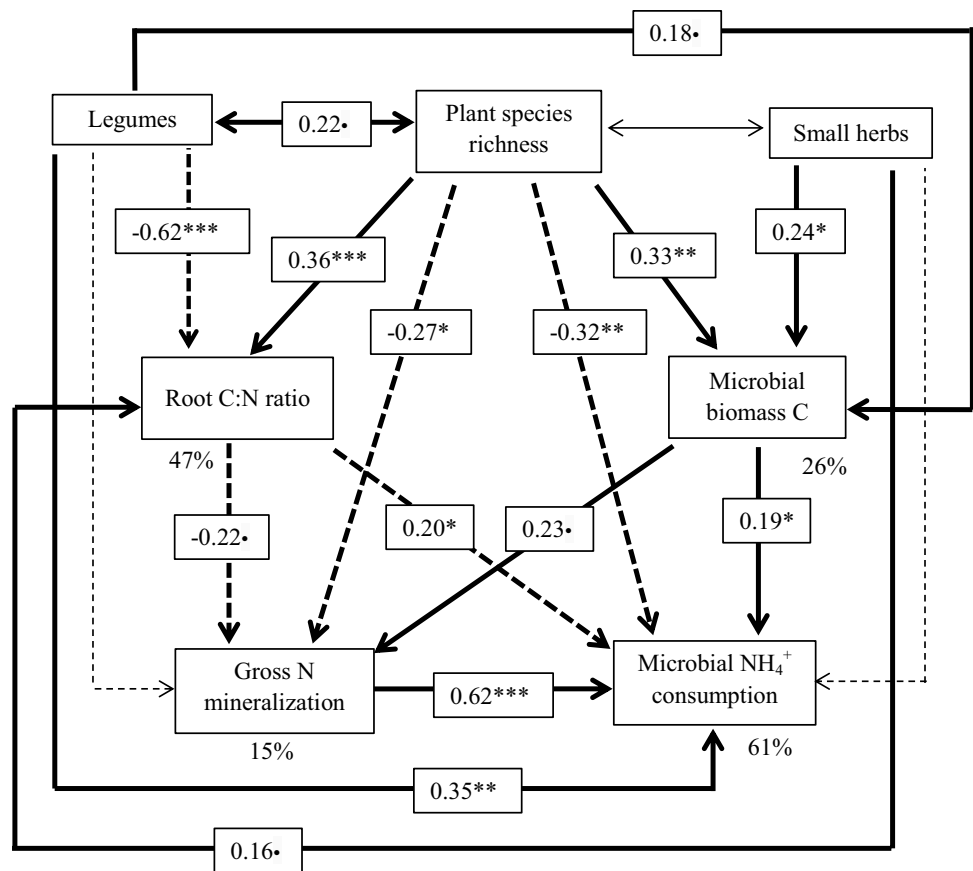 0.18•
Legumes
0.22•
Plant species
richness
Small herbs
-0.62***
0.36***
0.33**
0.24*
-0.27*
-0.32**
Root C:N ratio
Microbial
biomass C
47%
26%
-0.22•
0.20*
0.23•
0.19*
Gross N
mineralization
0.62***
Microbial NH₄⁺
consumption
15%
61%
0.35**
0.16•